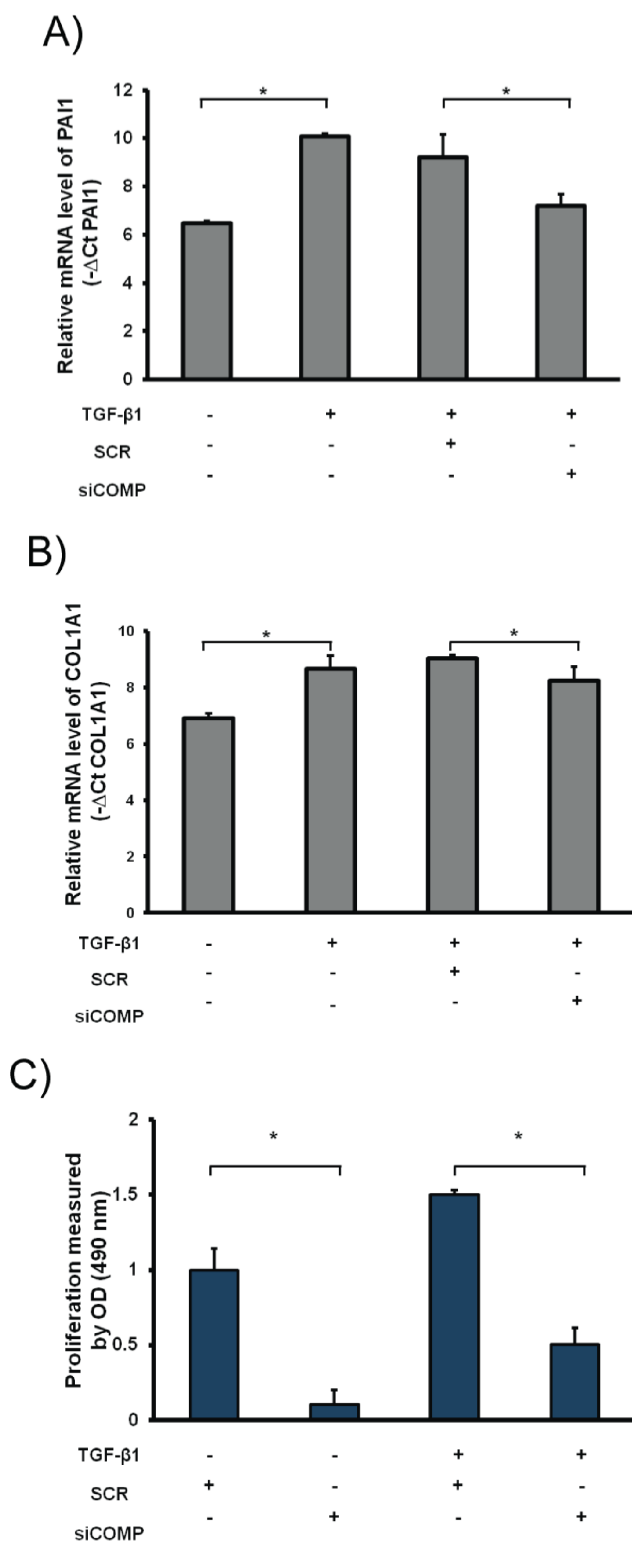 A)
Relative mRNA level of PAI1
(-ΔCt PAI1)
12
10
8
6
4
2
0
*
*
TGF-β1 - + + +
SCR - - + -
siCOMP - - - +
B)
Relative mRNA level of COL1A1
(-ΔCt COL1A1)
10
8
6
4
2
0
*
*
TGF-β1 - + + +
SCR - - + -
siCOMP - - - +
C)
Proliferation measured
by OD (490 nm)
2
1.5
1
0.5
0
*
*
TGF-β1 - - + +
SCR + - + -
siCOMP - + - +